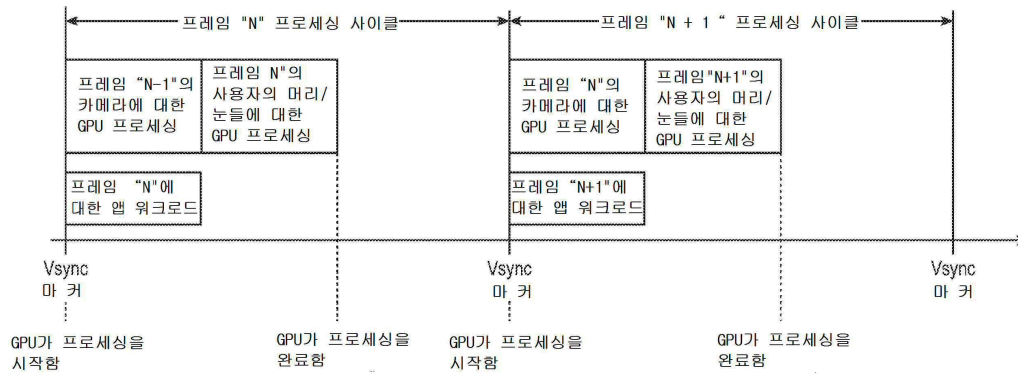 프레임 "N" 프로세싱 사이클
프레임 "N + 1 " 프로세싱 사이클
프레임 "N-1"의
카메라에 대한
GPU 프로세싱
프레임 N"의
사용자의 머리/
눈들에 대한
GPU 프로세싱
프레임 "N"의
카메라에 대한
GPU 프로세싱
프레임"N+1"의
사용자의 머리/
눈들에 대한
GPU 프로세싱
프레임 "N"에
대한 앱 워크로드
프레임 "N+1"에
대한 앱 워크로드
Vsync
마 커
Vsync
마 커
Vsync
마 커
GPU가 프로세싱을
시작함
GPU가 프로세싱을
완료함
GPU가 프로세싱을
시작함
GPU가 프로세싱을
완료함